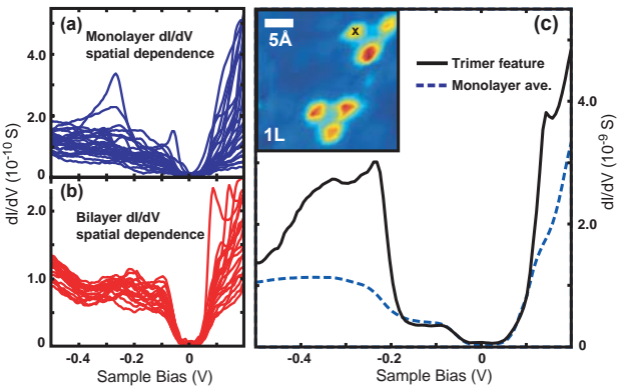 (a)
Monolayer dI/dV
spatial dependence
4.0
2.0
0
(b)
Bilayer dI/dV
spatial dependence
2.0
1.0
0
dI/dV (10⁻¹⁰ S)
-0.4 -0.2 0
Sample Bias (V)
5Å
x
1L
(c)
Trimer feature
Monolayer ave.
4.0
2.0
0
dI/dV (10⁻⁹ S)
-0.4 -0.2 0
Sample Bias (V)